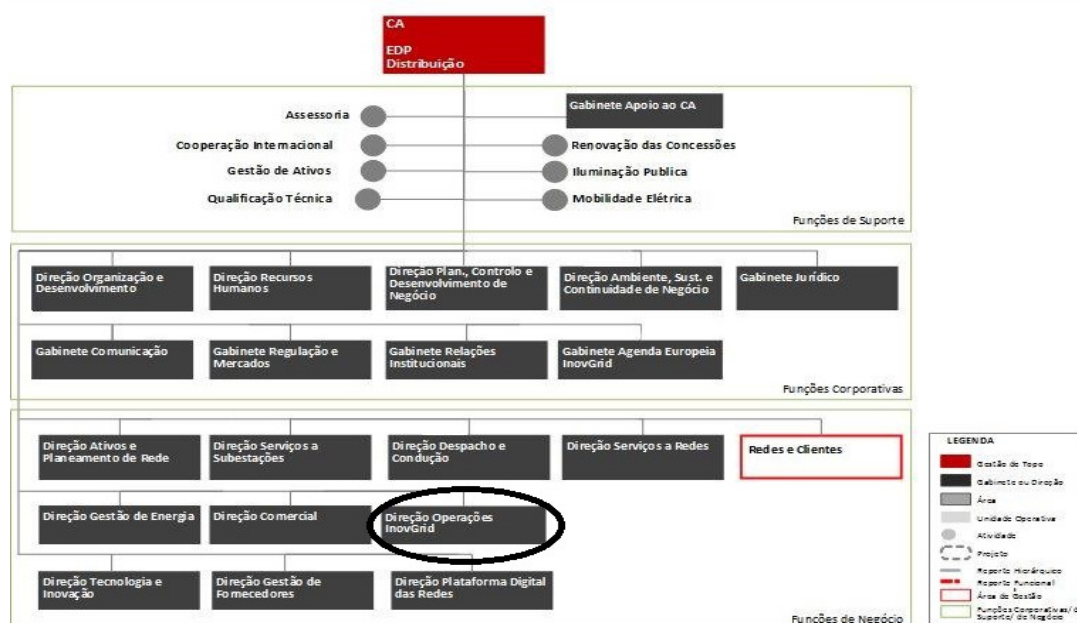 CA
EDP
Distribuição
Gabinete Apoio ao CA
Assessoria
Cooperação Internacional
Renovação das Concessões
Gestão de Ativos
Iluminação Publica
Qualificação Técnica
Mobilidade Elétrica
Funções de Suporte
Direção Organização e
Desenvolvimento
Direção Recursos
Humanos
Direção Plan., Controlo e
Desenvolvimento de
Negócio
Direção Ambiente, Sust. e
Continuidade de Negócio
Gabinete Jurídico
Gabinete Comunicação
Gabinete Regulação e
Mercados
Gabinete Relações
Institucionais
Gabinete Agenda Europeia
InovGrid
Funções Corporativas
Direção Ativos e
Planeamento de Rede
Direção Serviços a
Subestações
Direção Despacho e
Condução
Direção Serviços a Redes
Redes e Clientes
Direção Gestão de Energia
Direção Comercial
Direção Operações
InovGrid
Direção Tecnologia e
Inovação
Direção Gestão de
Fornecedores
Direção Plataforma Digital
das Redes
Funções de Negócio
LEGENDA
Gestão de Topo
Gabinete ou Direção
Área
Unidade Operativa
Atividade
Projeto
Reporte Hierárquico
Reporte Funcional
Área de Gestão
Funções Corporativas/ de
Suporte/ de Negócio